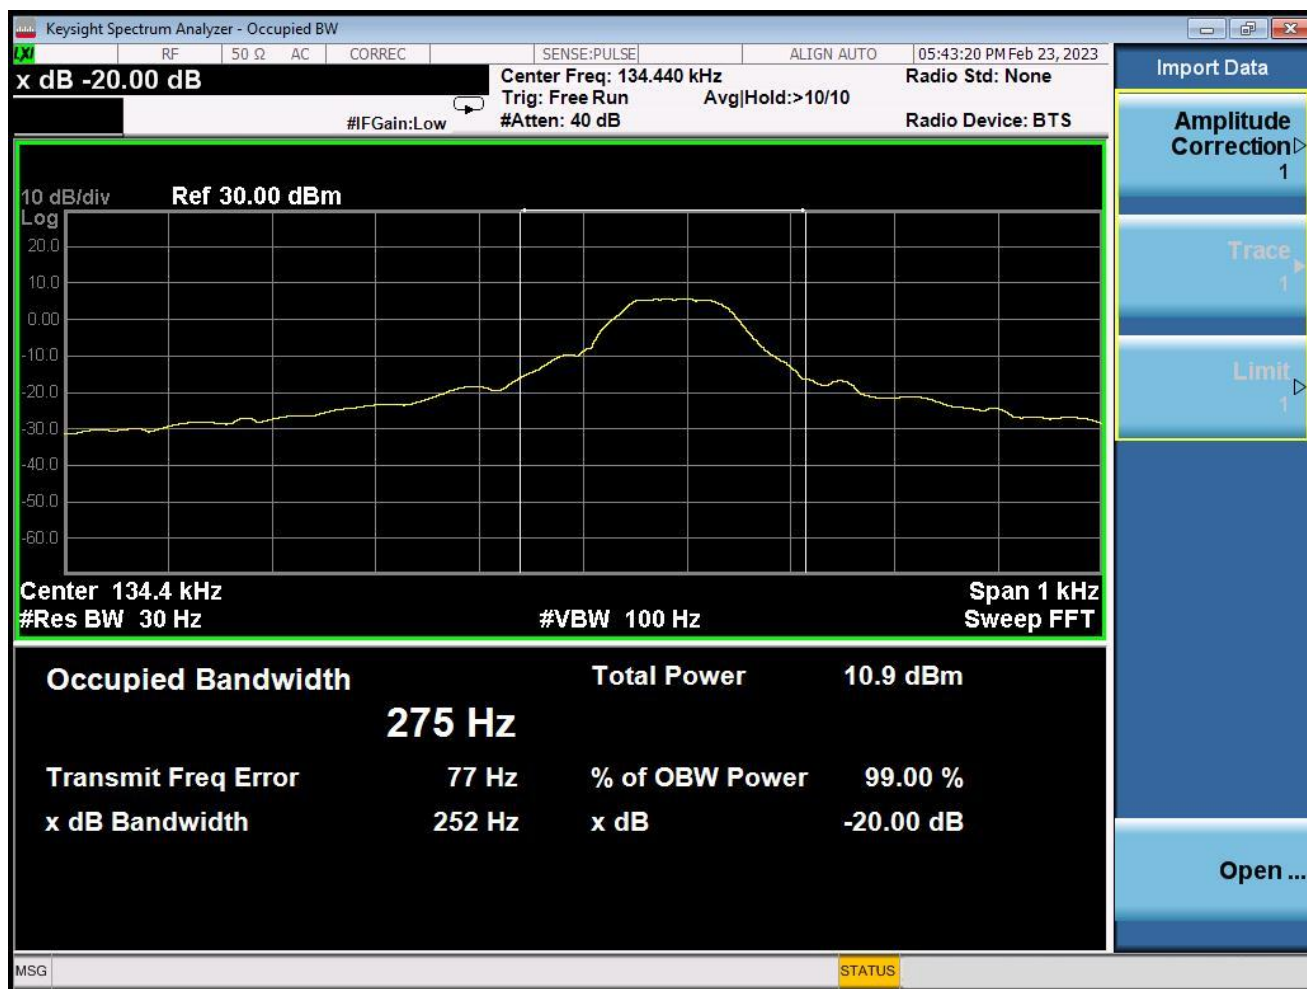 Keysight Spectrum Analyzer - Occupied BW
LXI RF 50 Ω AC CORREC SENSE:PULSE ALIGN AUTO 05:43:20 PM Feb 23, 2023
x dB -20.00 dB
Center Freq: 134.440 kHz Radio Std: None
Trig: Free Run Avg|Hold:>10/10
#IFGain:Low #Atten: 40 dB Radio Device: BTS
10 dB/div Ref 30.00 dBm
Log
20.0
10.0
0.00
-10.0
-20.0
-30.0
-40.0
-50.0
-60.0
Center 134.4 kHz Span 1 kHz
#Res BW 30 Hz #VBW 100 Hz Sweep FFT
Occupied Bandwidth Total Power 10.9 dBm
275 Hz
Transmit Freq Error 77 Hz % of OBW Power 99.00 %
x dB Bandwidth 252 Hz x dB -20.00 dB
Import Data
Amplitude
Correction
1
Trace
1
Limit
1
Open ...
MSG STATUS